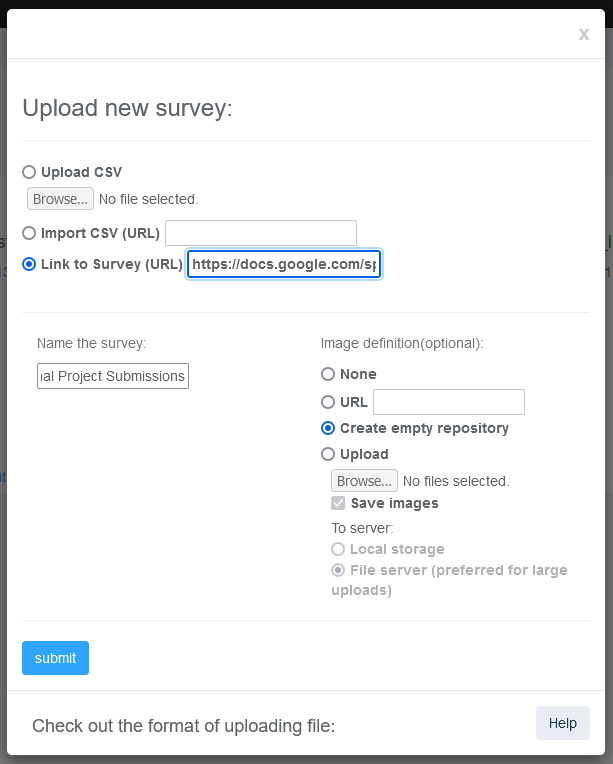 x
Upload new survey:
Upload CSV
Browse... No file selected.
Import CSV (URL)
Link to Survey (URL) https://docs.google.com/sp
Name the survey:
al Project Submissions
Image definition(optional):
None
URL
Create empty repository
Upload
Browse... No files selected.
Save images
To server:
Local storage
File server (preferred for large
uploads)
submit
Check out the format of uploading file:
Help